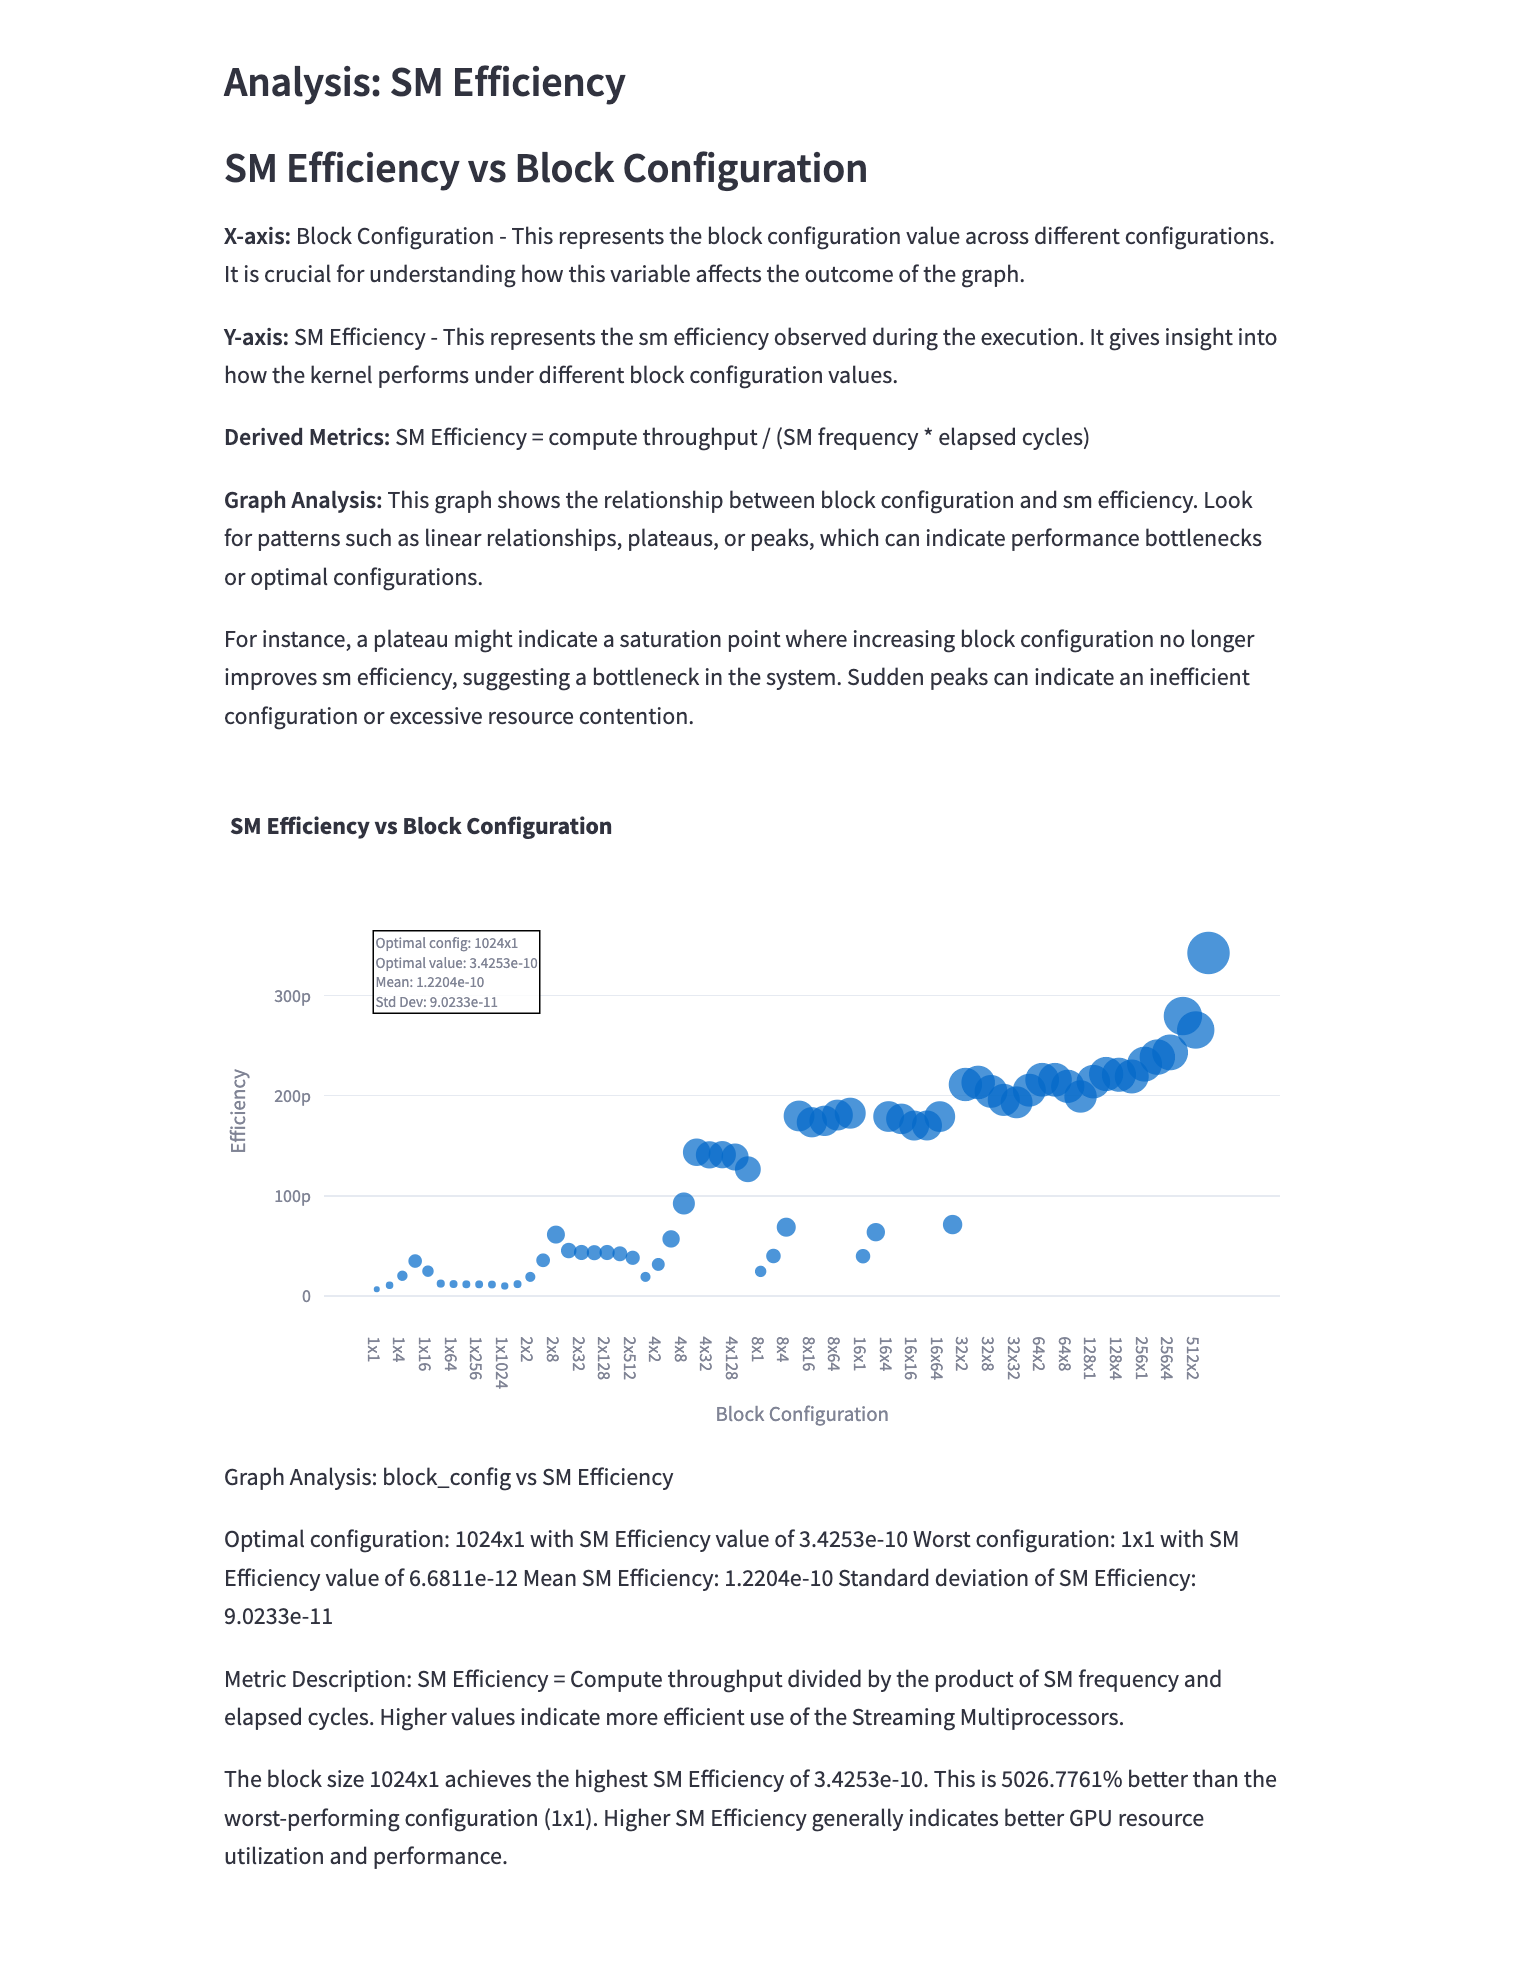 Analysis: SM Efficiency
SM Efficiency vs Block Configuration
X-axis: Block Configuration - This represents the block configuration value across different configurations.
It is crucial for understanding how this variable affects the outcome of the graph.
Y-axis: SM Efficiency - This represents the sm efficiency observed during the execution. It gives insight into
how the kernel performs under different block configuration values.
Derived Metrics: SM Efficiency = compute throughput / (SM frequency * elapsed cycles)
Graph Analysis: This graph shows the relationship between block configuration and sm efficiency. Look
for patterns such as linear relationships, plateaus, or peaks, which can indicate performance bottlenecks
or optimal configurations.
For instance, a plateau might indicate a saturation point where increasing block configuration no longer
improves sm efficiency, suggesting a bottleneck in the system. Sudden peaks can indicate an inefficient
configuration or excessive resource contention.
SM Efficiency vs Block Configuration
Optimal config: 1024x1
Optimal value: 3.4253e-10
Mean: 1.2204e-10
Std Dev: 9.0233e-11
300p
200p
100p
0
Efficiency
1x1
1x4
1x16
1x64
1x256
1x1024
2x2
2x8
2x32
2x128
2x512
4x2
4x8
4x32
4x128
8x1
8x4
8x16
8x64
16x1
16x4
16x16
16x64
32x2
32x8
32x32
64x2
64x8
128x1
128x4
256x1
256x4
512x2
Block Configuration
Graph Analysis: block_config vs SM Efficiency
Optimal configuration: 1024x1 with SM Efficiency value of 3.4253e-10 Worst configuration: 1x1 with SM
Efficiency value of 6.6811e-12 Mean SM Efficiency: 1.2204e-10 Standard deviation of SM Efficiency:
9.0233e-11
Metric Description: SM Efficiency = Compute throughput divided by the product of SM frequency and
elapsed cycles. Higher values indicate more efficient use of the Streaming Multiprocessors.
The block size 1024x1 achieves the highest SM Efficiency of 3.4253e-10. This is 5026.7761% better than the
worst-performing configuration (1x1). Higher SM Efficiency generally indicates better GPU resource
utilization and performance.